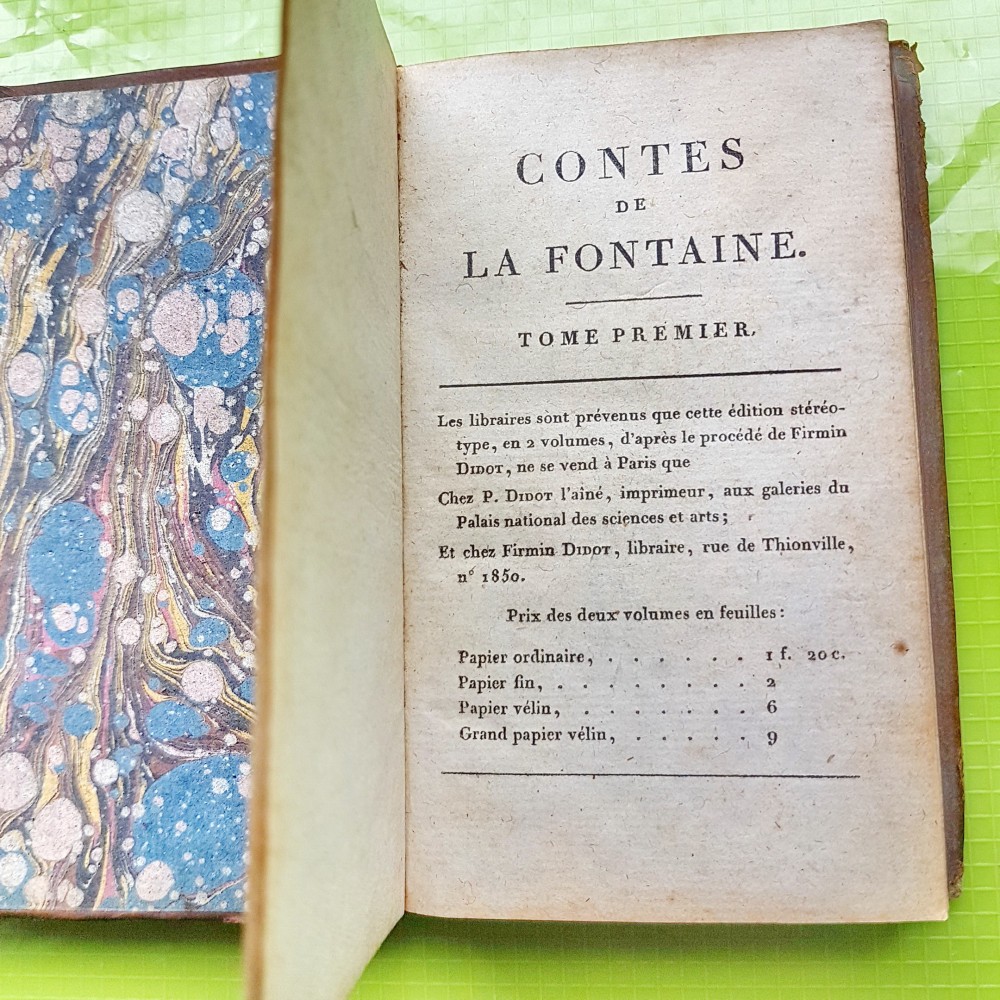 CONTES
DE
LA FONTAINE.
TOME PREMIER.
Les libraires sont prévenus que cette édition stéréo-
type, en 2 volumes, d'après le procédé de Firmin
DIDOT, ne se vend à Paris que
Chez P. DIDOT l'aîné, imprimeur, aux galeries du
Palais national des sciences et arts;
Et chez Firmin DIDOT, libraire, rue de Thionville,
n° 1850.
Prix des deux volumes en feuilles:
Papier ordinaire, . . . . . . 1 f. 20 c.
Papier fin, . . . . . . . . 2
Papier vélin, . . . . . . . 6
Grand papier vélin, . . . . . 9